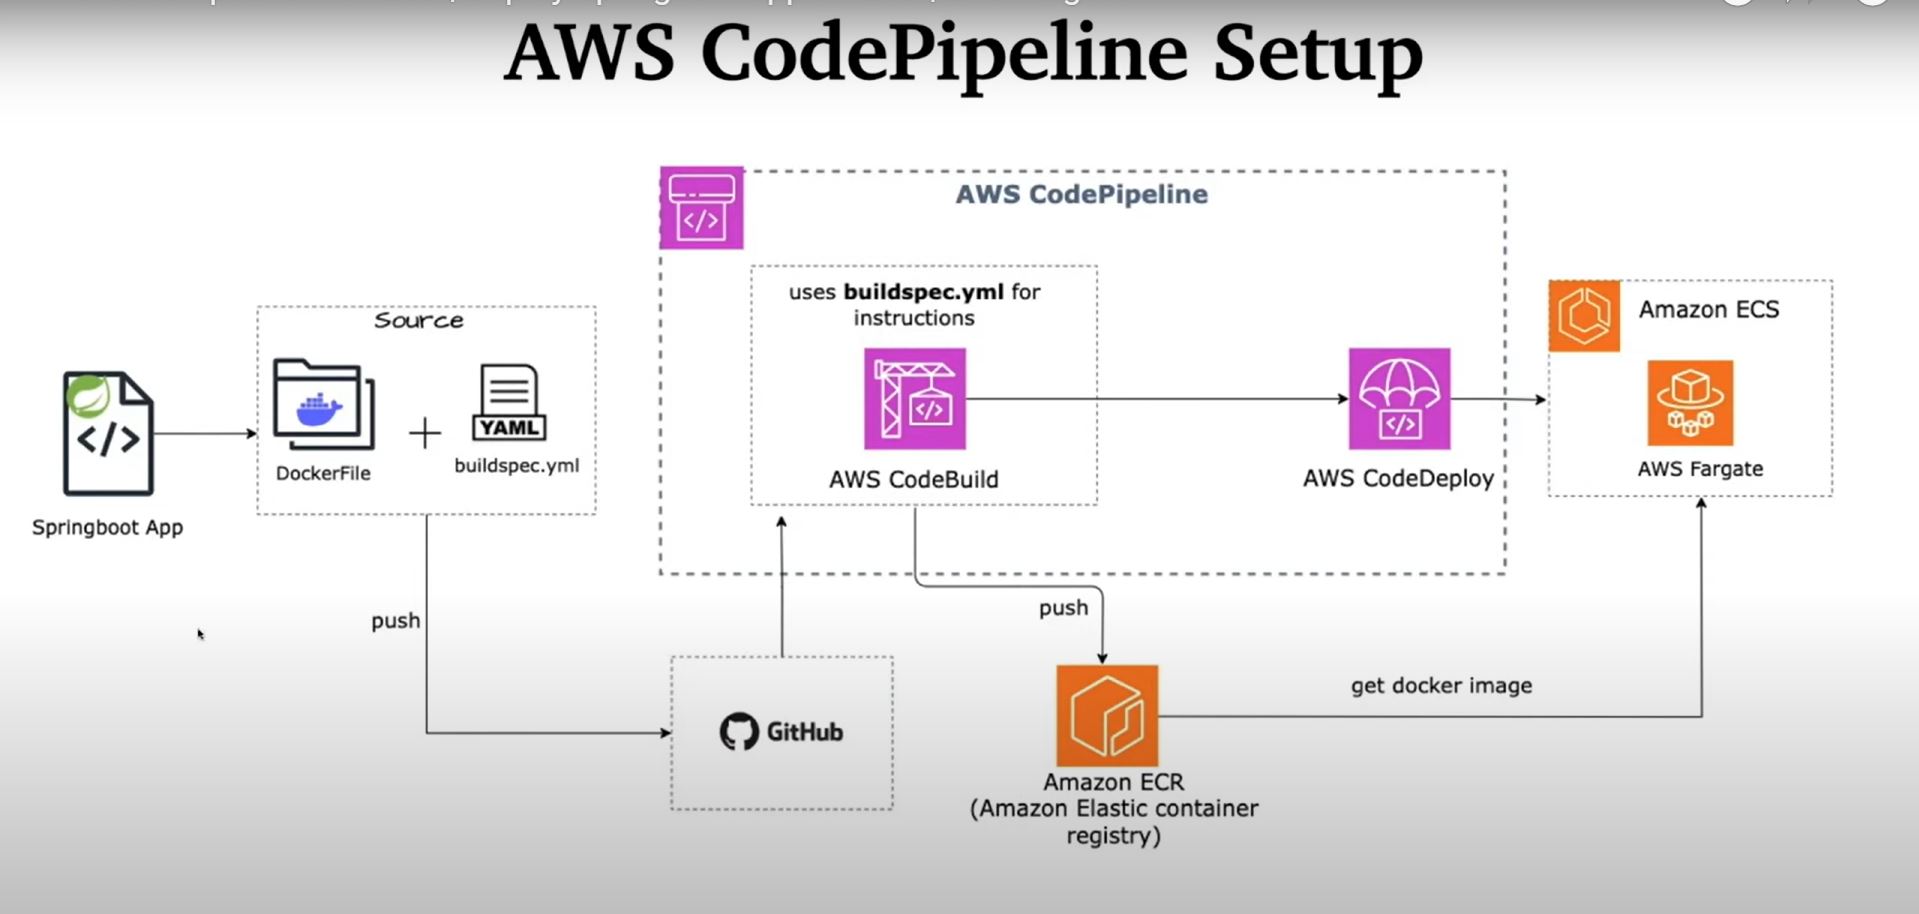 AWS CodePipeline Setup
AWS CodePipeline
uses buildspec.yml for
instructions
Amazon ECS
Source
YAML
DockerFile
buildspec.yml
AWS CodeBuild
AWS CodeDeploy
AWS Fargate
Springboot App
push
push
get docker image
GitHub
Amazon ECR
(Amazon Elastic container
registry)